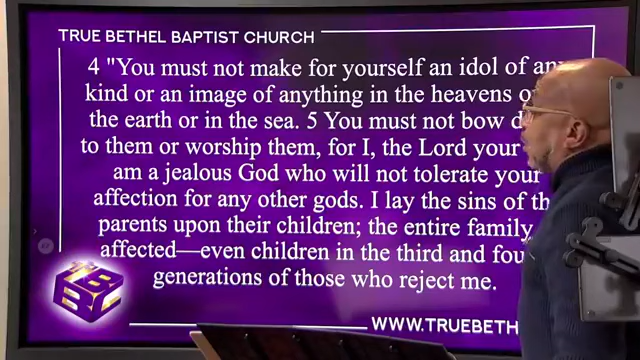 TRUE BETHEL BAPTIST CHURCH
4 "You must not make for yourself an idol of any
kind or an image of anything in the heavens o
the earth or in the sea. 5 You must not bow d
to them or worship them, for I, the Lord your
am a jealous God who will not tolerate your
affection for any other gods. I lay the sins of th
parents upon their children; the entire family
affected—even children in the third and fou
generations of those who reject me.
TBBC
WWW.TRUEBETH